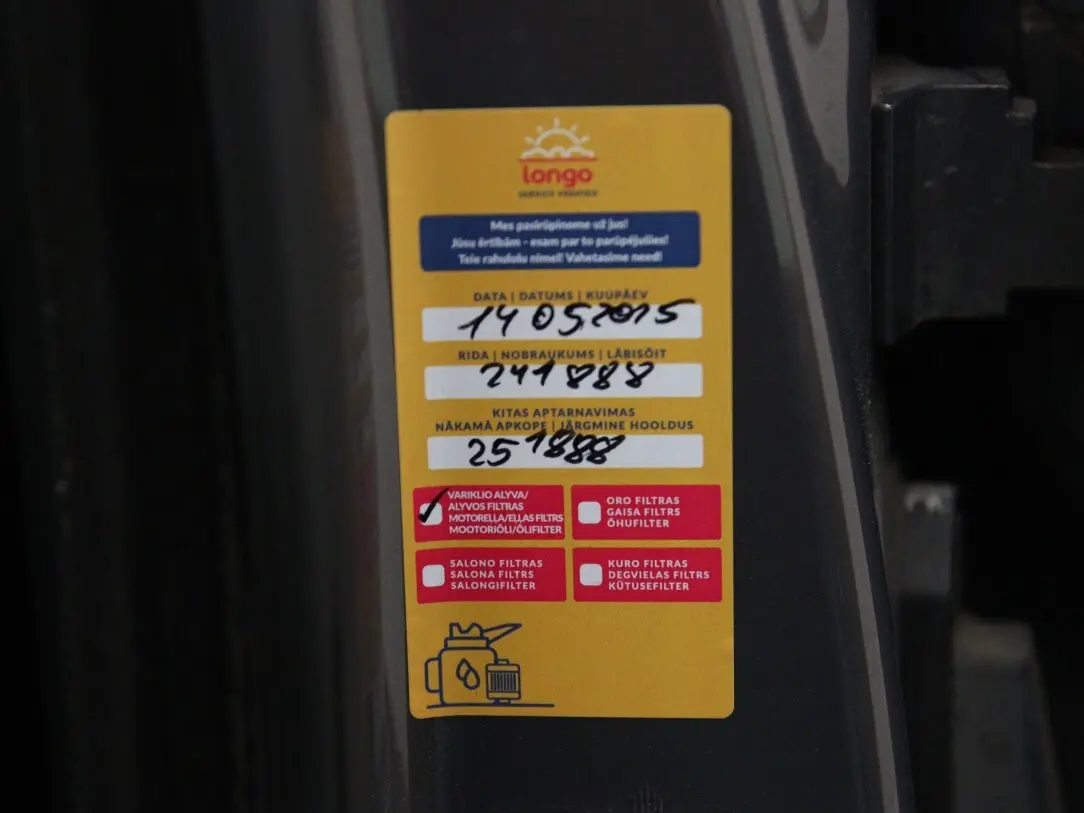 longo
SERVICE VERIFIED
Mes pasirūpinome už jus!
Jūsu ērtībām - esam par to parūpējušies!
Teie rahulolu nimel! Vahetasime need!
DATA | DATUMS | KUUPÄEV
14 05 2025
RIDA | NOBRAUKUMS | LÄBISÕIT
241888
KITAS APTARNAVIMAS
NĀKAMĀ APKOPE | JÄRGMINE HOOLDUS
251888
VARIKLIO ALYVA/
ALYVOS FILTRAS
MOTOREĻĻA/EĻĻAS FILTRS
MOOTORIÕLI/ÕLIFILTER
ORO FILTRAS
GAISA FILTRS
ÕHUFILTER
SALONO FILTRAS
SALONA FILTRS
SALONGIFILTER
KURO FILTRAS
DEGVIELAS FILTRS
KÜTUSEFILTER